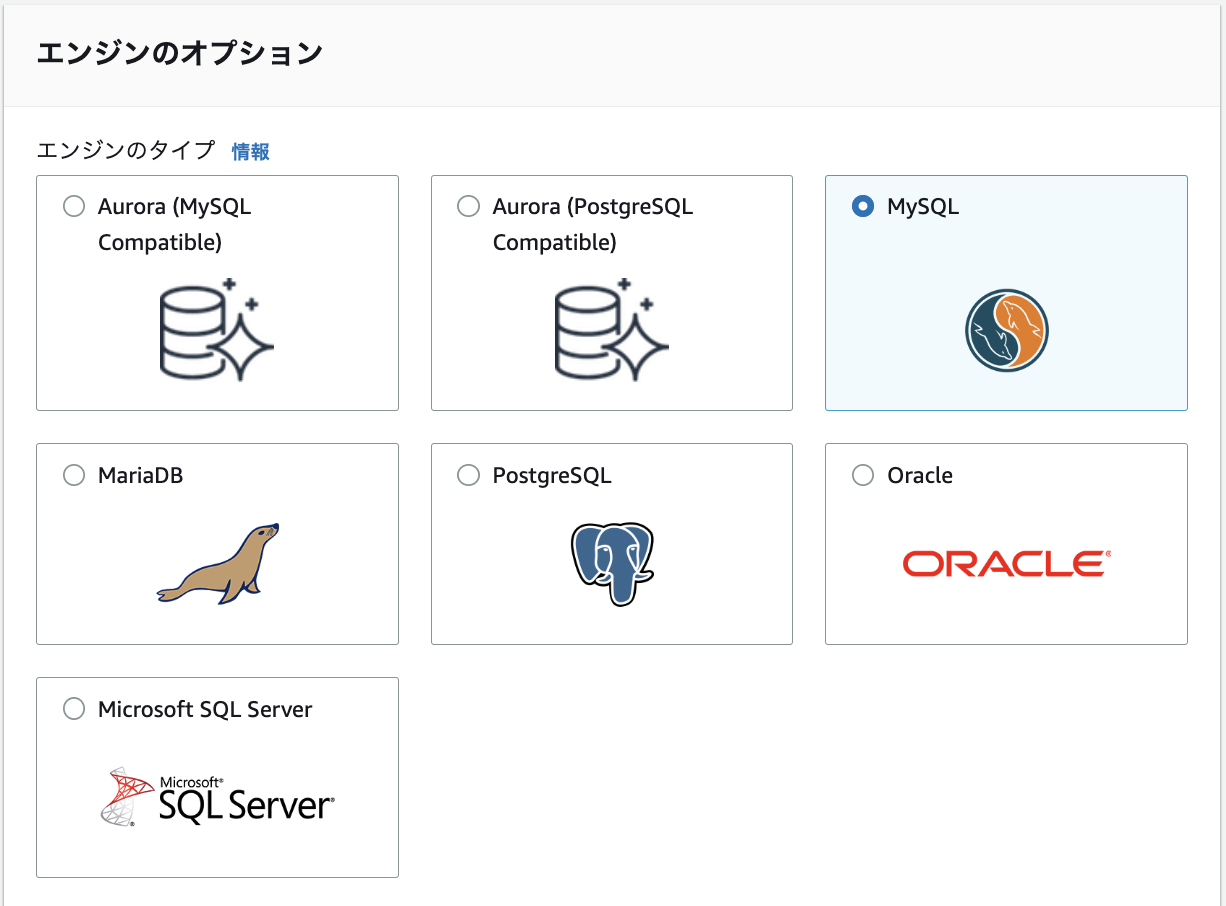 エンジンのオプション
エンジンのタイプ 情報
Aurora (MySQL
Compatible)
Aurora (PostgreSQL
Compatible)
MySQL
MariaDB
PostgreSQL
Oracle
ORACLE®
Microsoft SQL Server
Microsoft®
SQL Server®